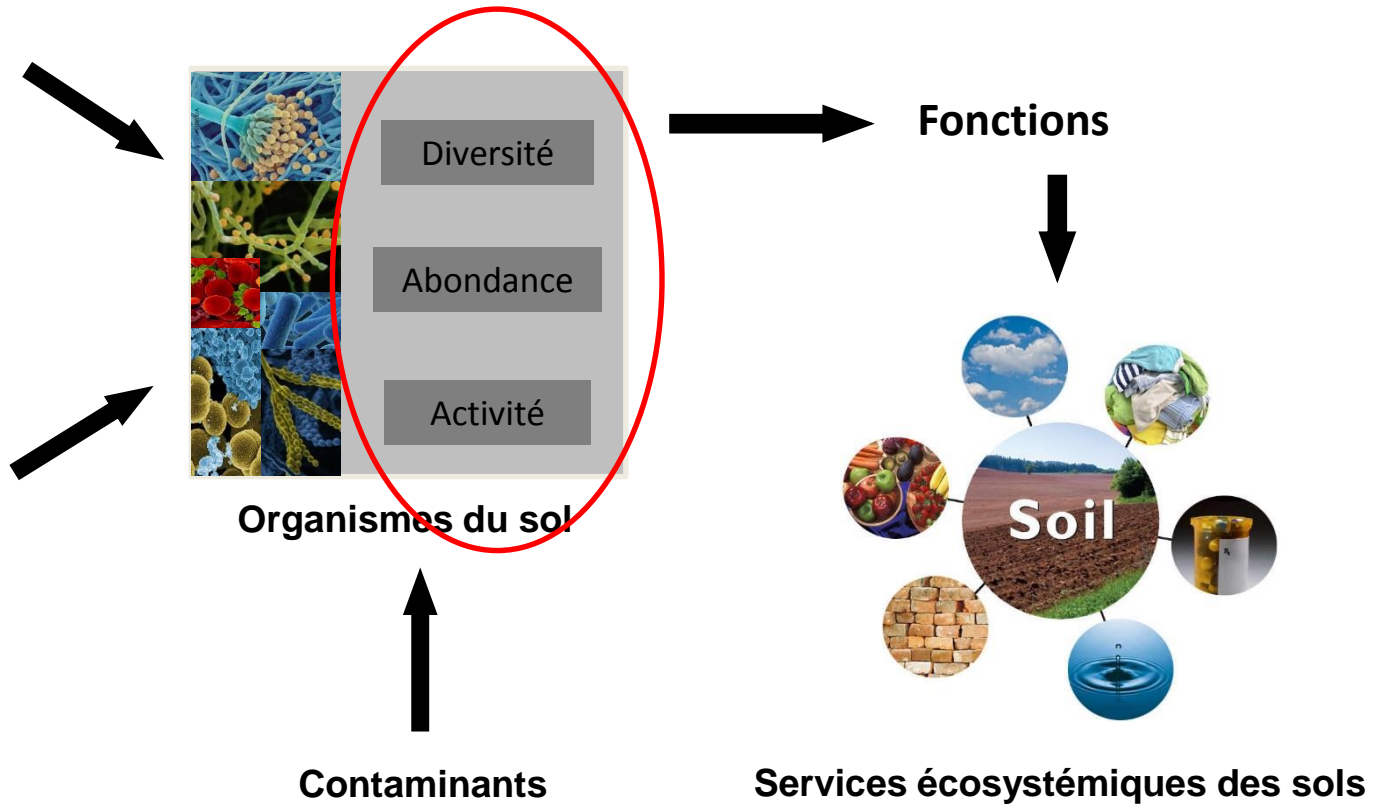 Diversité
Fonctions
Abondance
Activité
Organismes du sol
Soil
Contaminants
Services écosystémiques des sols